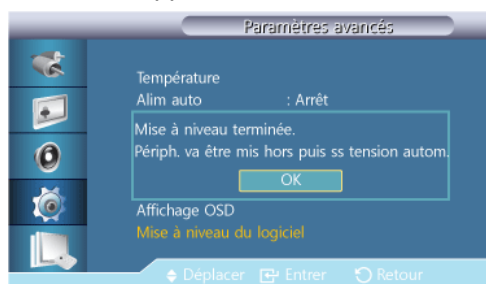 Paramètres avancés
Température
Alim auto : Arrêt
Mise à niveau terminée.
Périph. va être mis hors puis ss tension autom.
OK
Affichage OSD
Mise à niveau du logiciel
Déplacer Entrer Retour